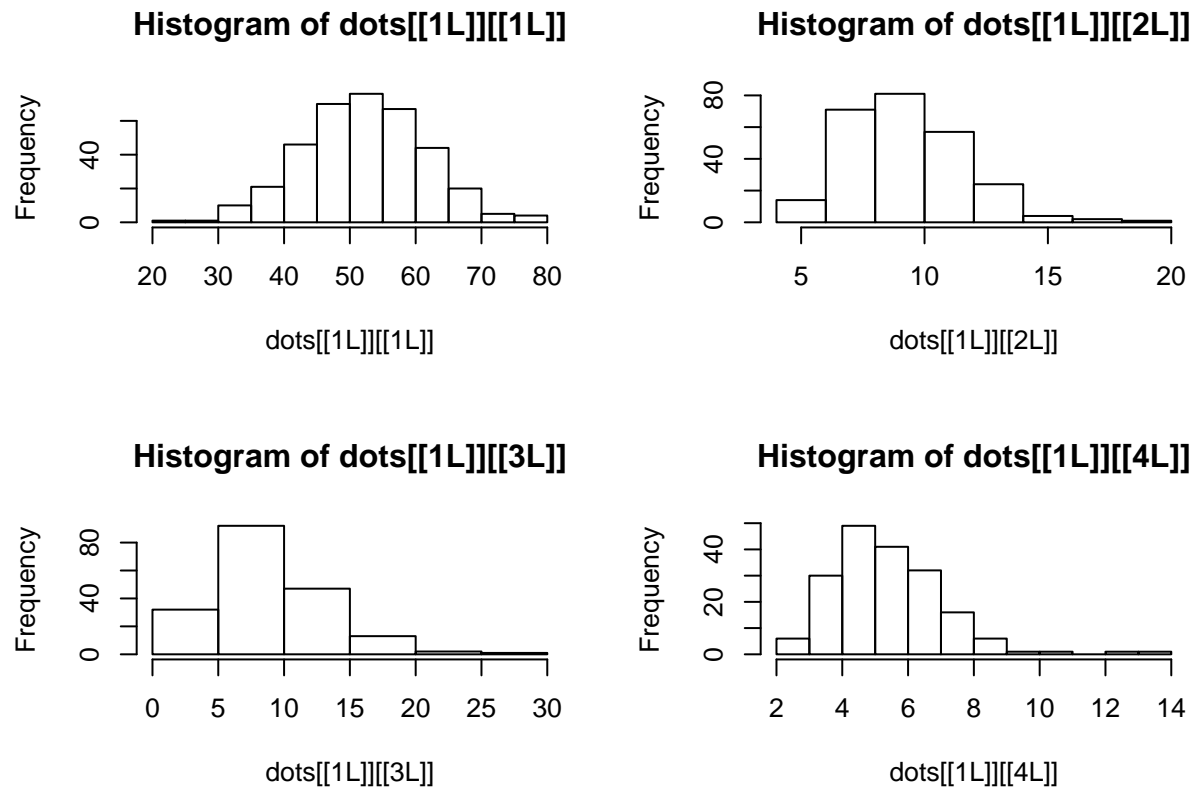 Histogram of dots[[1L]][[1L]]
Frequency
0
40
20 30 40 50 60 70 80
dots[[1L]][[1L]]
Histogram of dots[[1L]][[2L]]
Frequency
0
40
80
5 10 15 20
dots[[1L]][[2L]]
Histogram of dots[[1L]][[3L]]
Frequency
0
40
80
0 5 10 15 20 25 30
dots[[1L]][[3L]]
Histogram of dots[[1L]][[4L]]
Frequency
0
20
40
2 4 6 8 10 12 14
dots[[1L]][[4L]]